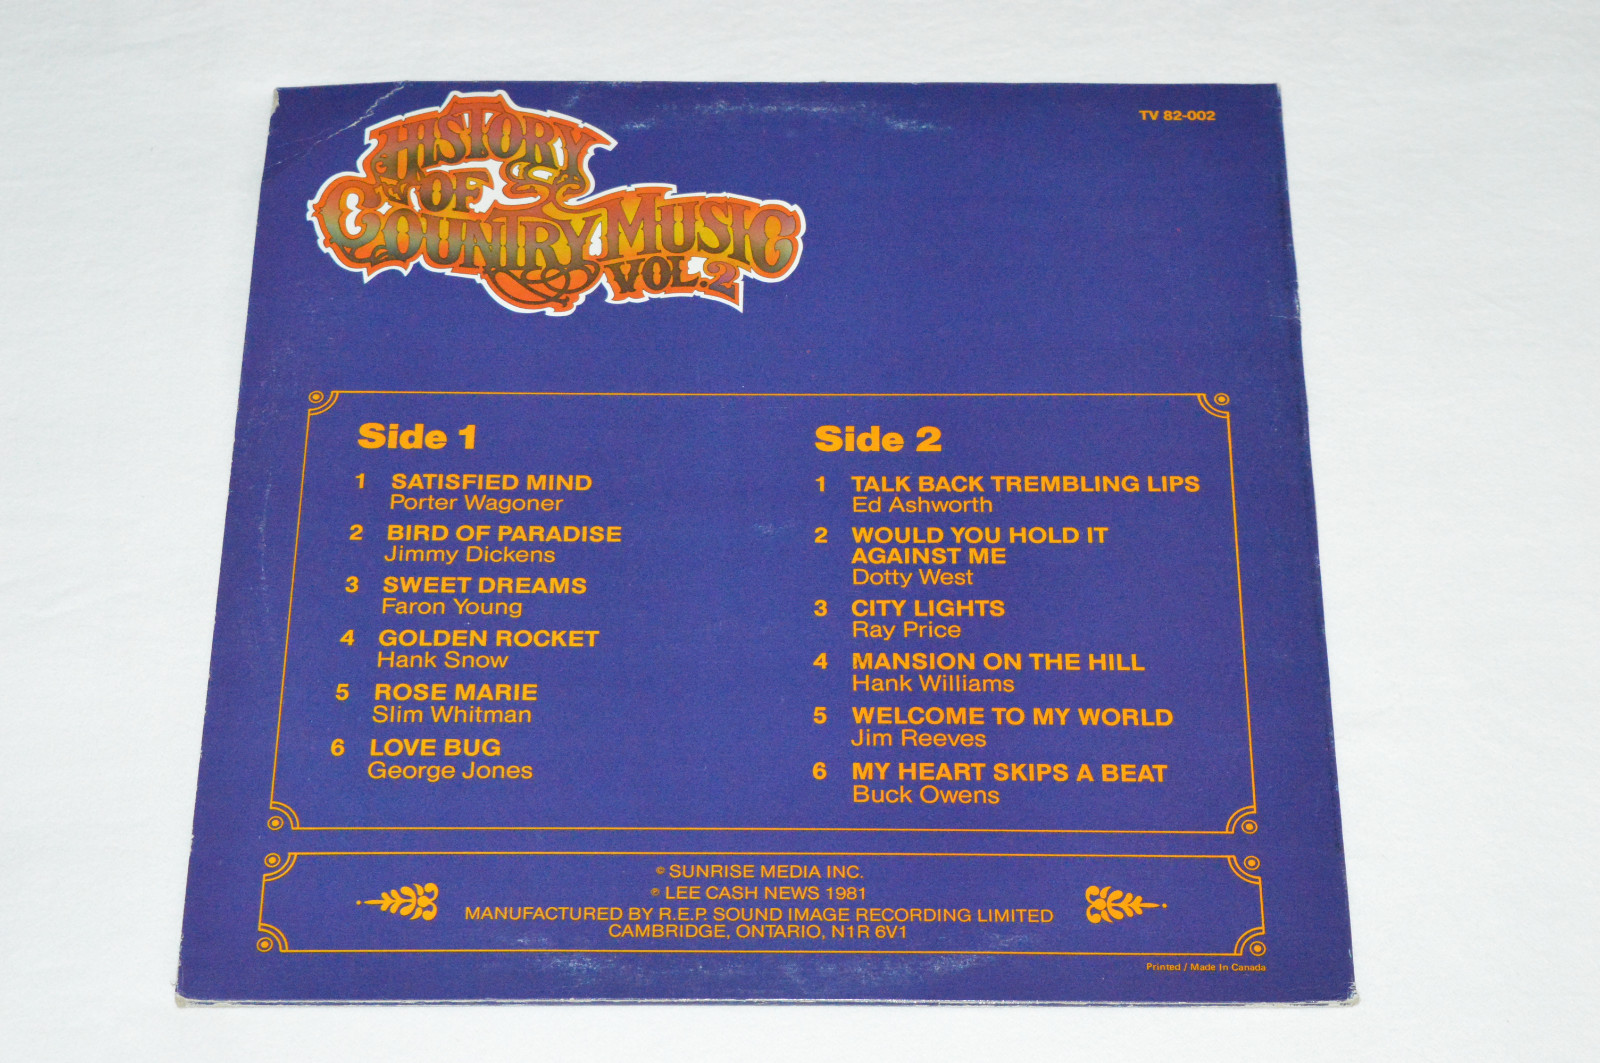 HISTORY
OF
COUNTRY MUSIC
VOL. 2
TV 82-002
Side 1
1 SATISFIED MIND
Porter Wagoner
2 BIRD OF PARADISE
Jimmy Dickens
3 SWEET DREAMS
Faron Young
4 GOLDEN ROCKET
Hank Snow
5 ROSE MARIE
Slim Whitman
6 LOVE BUG
George Jones
Side 2
1 TALK BACK TREMBLING LIPS
Ed Ashworth
2 WOULD YOU HOLD IT
AGAINST ME
Dotty West
3 CITY LIGHTS
Ray Price
4 MANSION ON THE HILL
Hank Williams
5 WELCOME TO MY WORLD
Jim Reeves
6 MY HEART SKIPS A BEAT
Buck Owens
© SUNRISE MEDIA INC.
℗ LEE CASH NEWS 1981
MANUFACTURED BY R.E.P. SOUND IMAGE RECORDING LIMITED
CAMBRIDGE, ONTARIO, N1R 6V1
Printed / Made In Canada